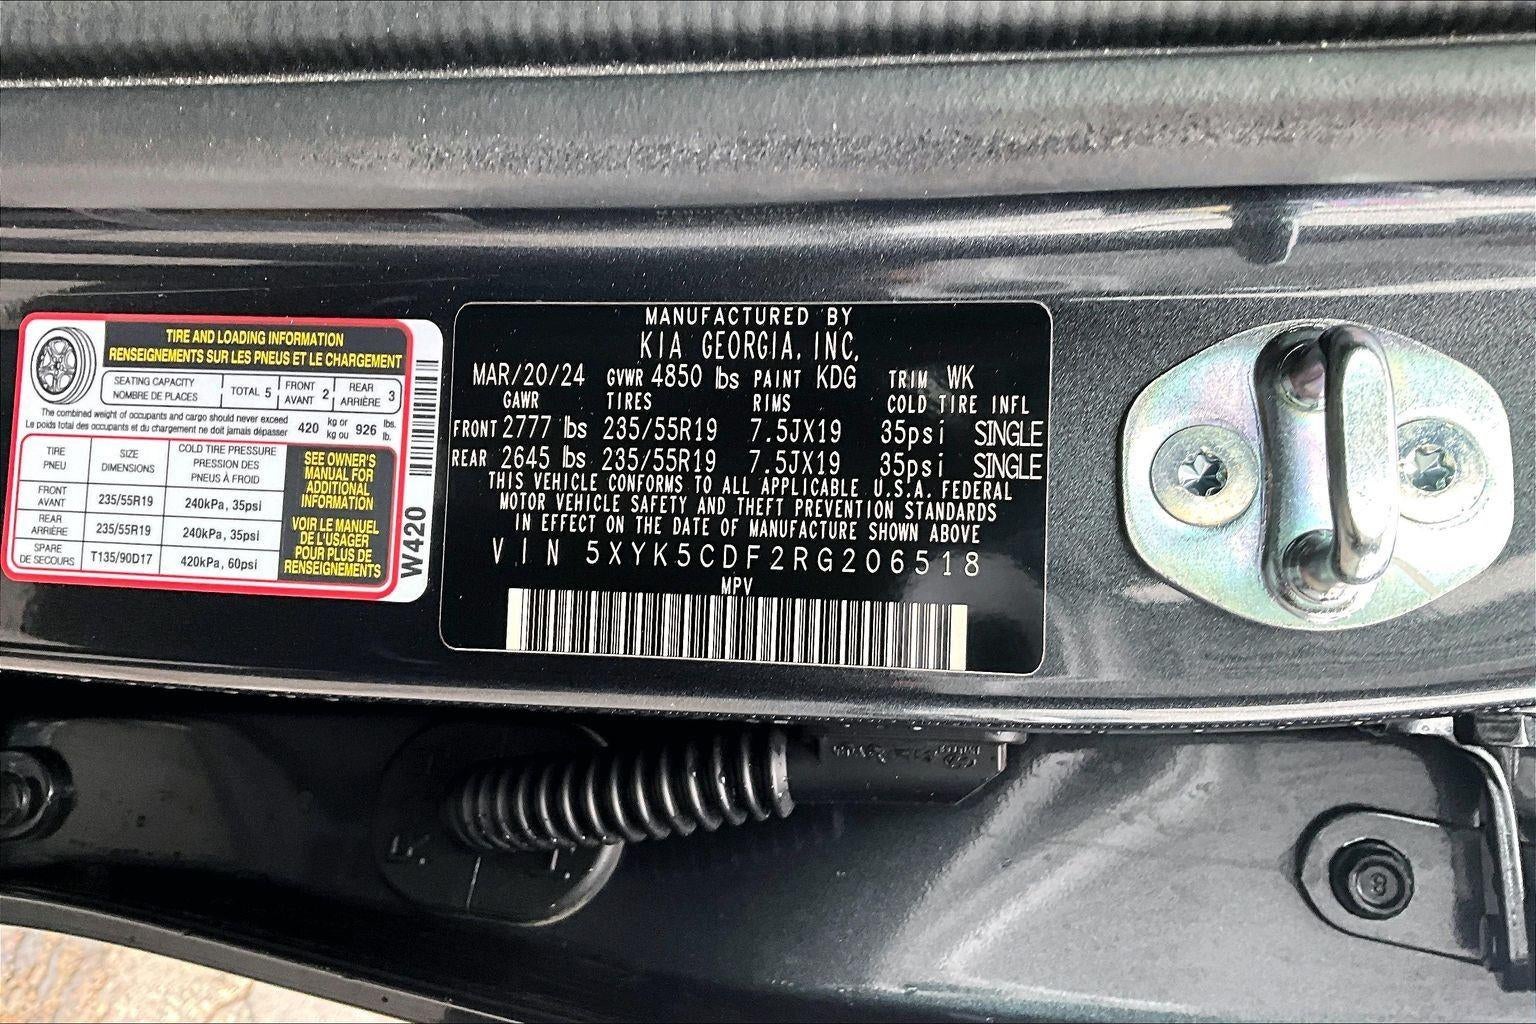 TIRE AND LOADING INFORMATION
RENSEIGNEMENTS SUR LES PNEUS ET LE CHARGEMENT
SEATING CAPACITY
NOMBRE DE PLACES
TOTAL 5
FRONT
AVANT 2
REAR
ARRIÈRE 3
The combined weight of occupants and cargo should never exceed
Le poids total des occupants et du chargement ne doit jamais dépasser
420 kg or
kg ou 926 lbs.
lb.
TIRE
PNEU
SIZE
DIMENSIONS
COLD TIRE PRESSURE
PRESSION DES
PNEUS À FROID
FRONT
AVANT
235/55R19
240kPa, 35psi
REAR
ARRIÈRE
235/55R19
240kPa, 35psi
SPARE
DE SECOURS
T135/90D17
420kPa, 60psi
SEE OWNER'S
MANUAL FOR
ADDITIONAL
INFORMATION
VOIR LE MANUEL
DE L'USAGER
POUR PLUS DE
RENSEIGNEMENTS
W420
MANUFACTURED BY
KIA GEORGIA, INC.
MAR/20/24 GVWR 4850 lbs PAINT KDG TRIM WK
GAWR TIRES RIMS COLD TIRE INFL
FRONT 2777 lbs 235/55R19 7.5JX19 35psi SINGLE
REAR 2645 lbs 235/55R19 7.5JX19 35psi SINGLE
THIS VEHICLE CONFORMS TO ALL APPLICABLE U.S.A. FEDERAL
MOTOR VEHICLE SAFETY AND THEFT PREVENTION STANDARDS
IN EFFECT ON THE DATE OF MANUFACTURE SHOWN ABOVE
VIN 5XYK5CDF2RG206518
MPV
8